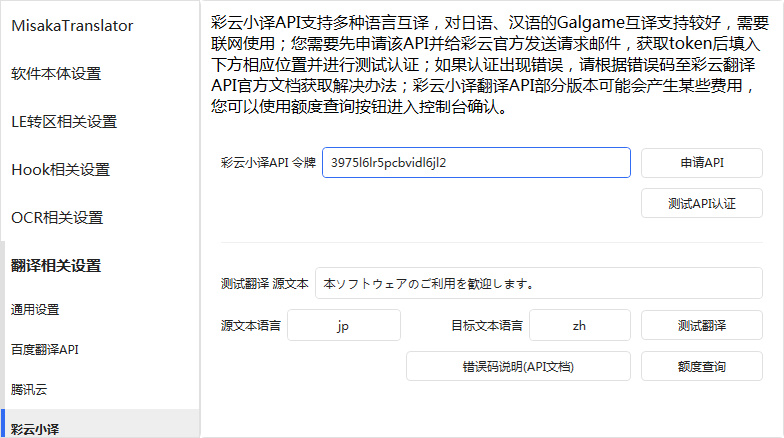 MisakaTranslator
软件本体设置
LE转区相关设置
Hook相关设置
OCR相关设置
翻译相关设置
通用设置
百度翻译API
腾讯云
彩云小译
彩云小译API支持多种语言互译，对日语、汉语的Galgame互译支持较好，需要
联网使用；您需要先申请该API并给彩云官方发送请求邮件，获取token后填入
下方相应位置并进行测试认证；如果认证出现错误，请根据错误码至彩云翻译
API官方文档获取解决办法；彩云小译翻译API部分版本可能会产生某些费用，
您可以使用额度查询按钮进入控制台确认。
彩云小译API 令牌 3975l6lr5pcbvidl6jl2 申请API
测试API认证
测试翻译 源文本 本ソフトウェアのご利用を歓迎します。
源文本语言 jp 目标文本语言 zh 测试翻译
错误码说明(API文档) 额度查询